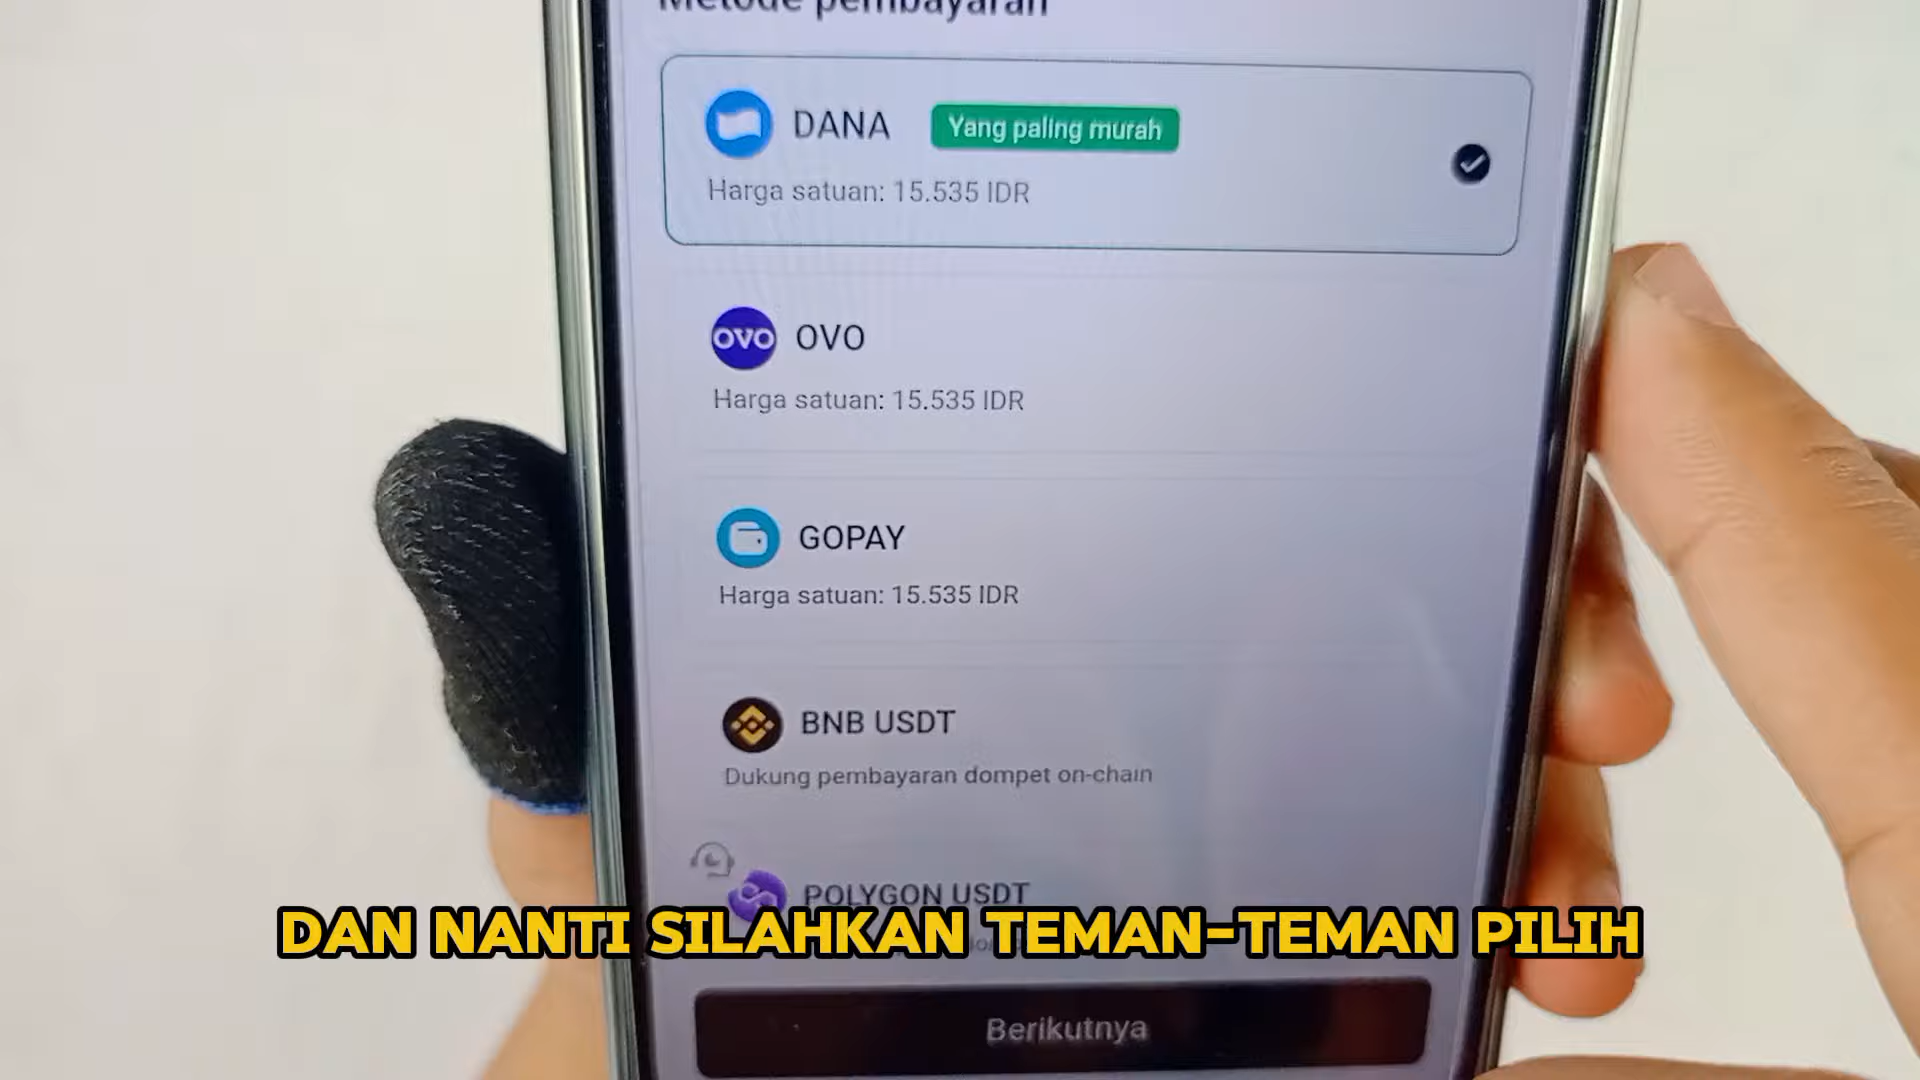 Metode pembayaran
DANA Yang paling murah
Harga satuan: 15.535 IDR
OVO OVO
Harga satuan: 15.535 IDR
GOPAY
Harga satuan: 15.535 IDR
BNB USDT
Dukung pembayaran dompet on-chain
POLYGON USDT
DAN NANTI SILAHKAN TEMAN-TEMAN PILIH
Berikutnya